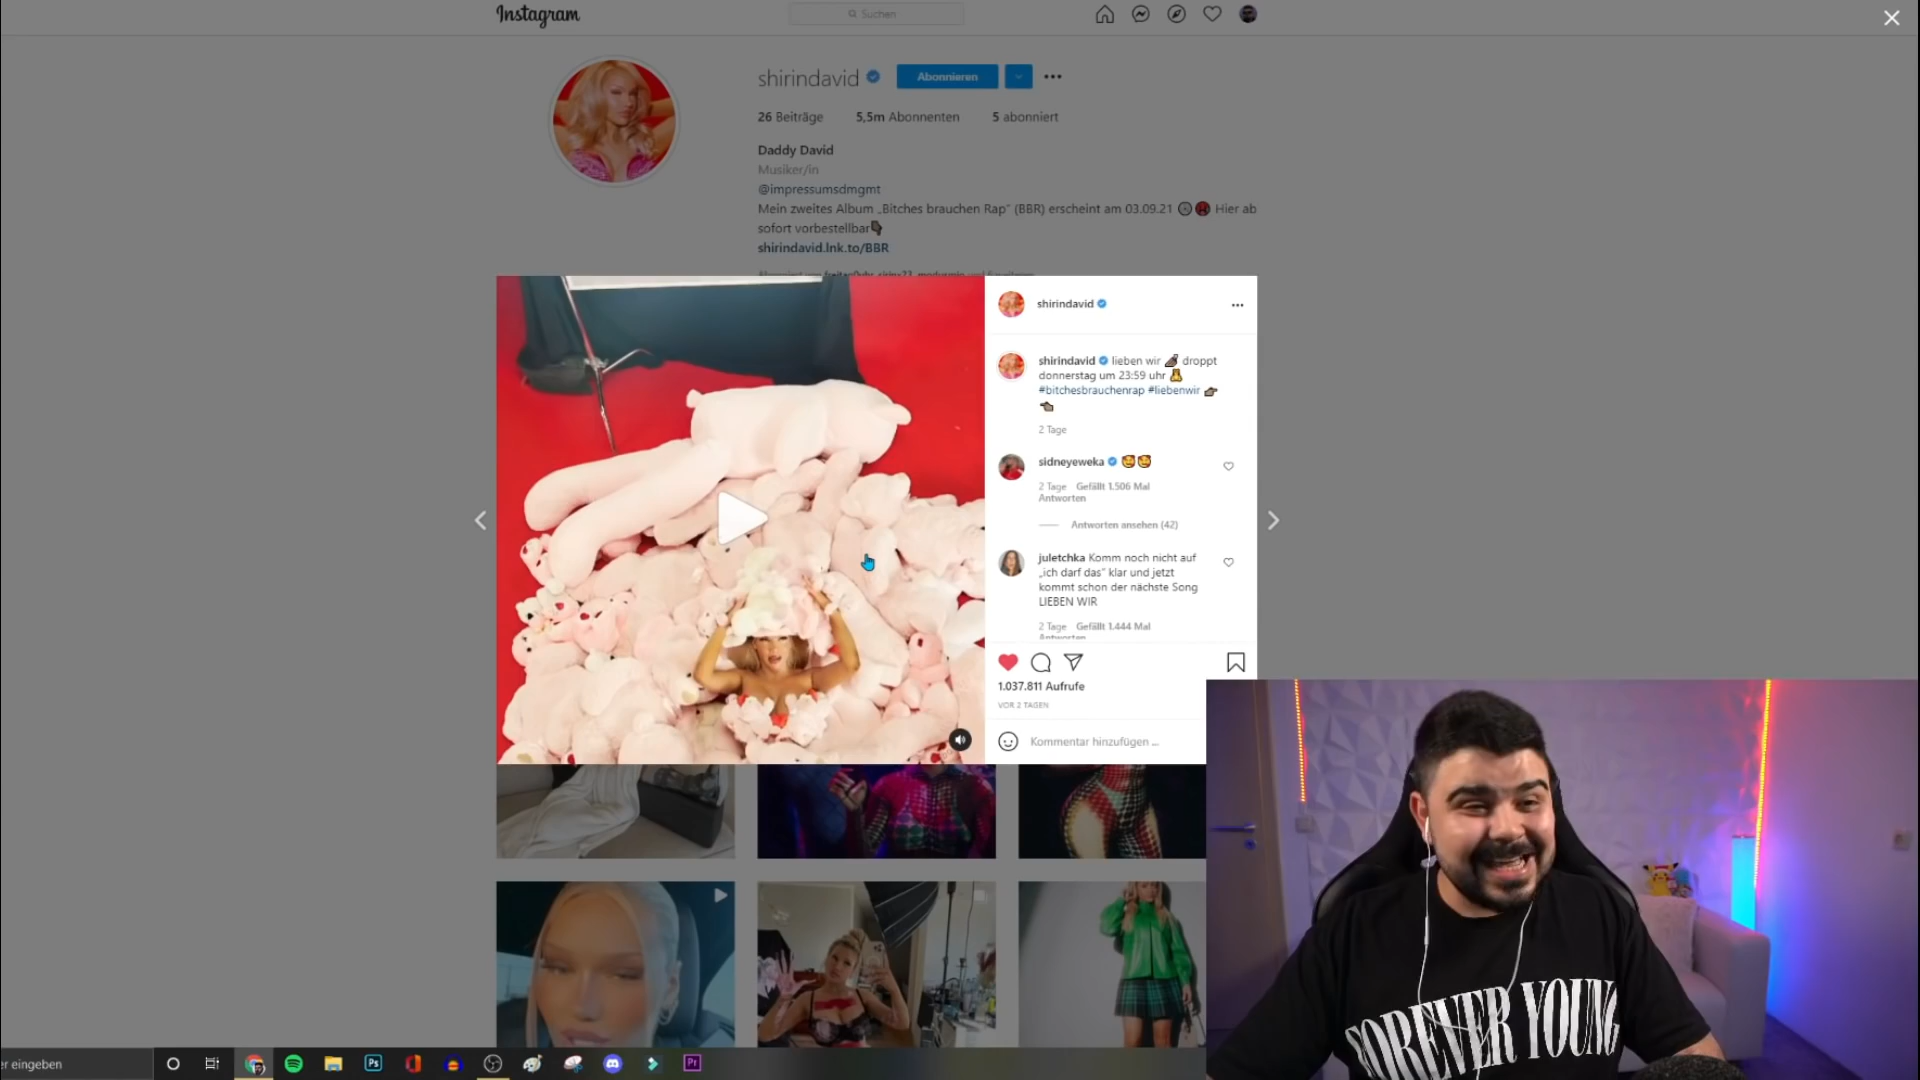 Instagram
Suchen
shirindavid
Abonnieren
26 Beiträge 5,5m Abonnenten 5 abonniert
Daddy David
Musiker/in
@impressumsdmgmt
Mein zweites Album „Bitches brauchen Rap“ (BBR) erscheint am 03.09.21 Hier ab
sofort vorbestellbar
shirindavid.lnk.to/BBR
shirindavid
shirindavid lieben wir droppt
donnerstag um 23:59 uhr
#bitchesbrauchenrap #liebenwir
2 Tage
sidneyeweka
2 Tage Gefällt 1.506 Mal
Antworten
Antworten ansehen (42)
juletchka Komm noch nicht auf
„ich darf das“ klar und jetzt
kommt schon der nächste Song
LIEBEN WIR
2 Tage Gefällt 1.444 Mal
Antworten
1.037.811 Aufrufe
VOR 2 TAGEN
Kommentar hinzufügen ...
FOREVER YOUNG
er eingeben
Ps
Pr